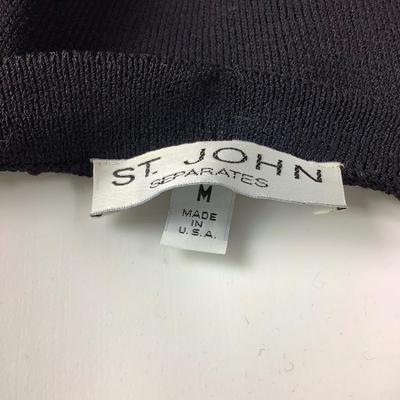 ST. JOHN
SEPARATES
M
MADE
IN
U.S.A.